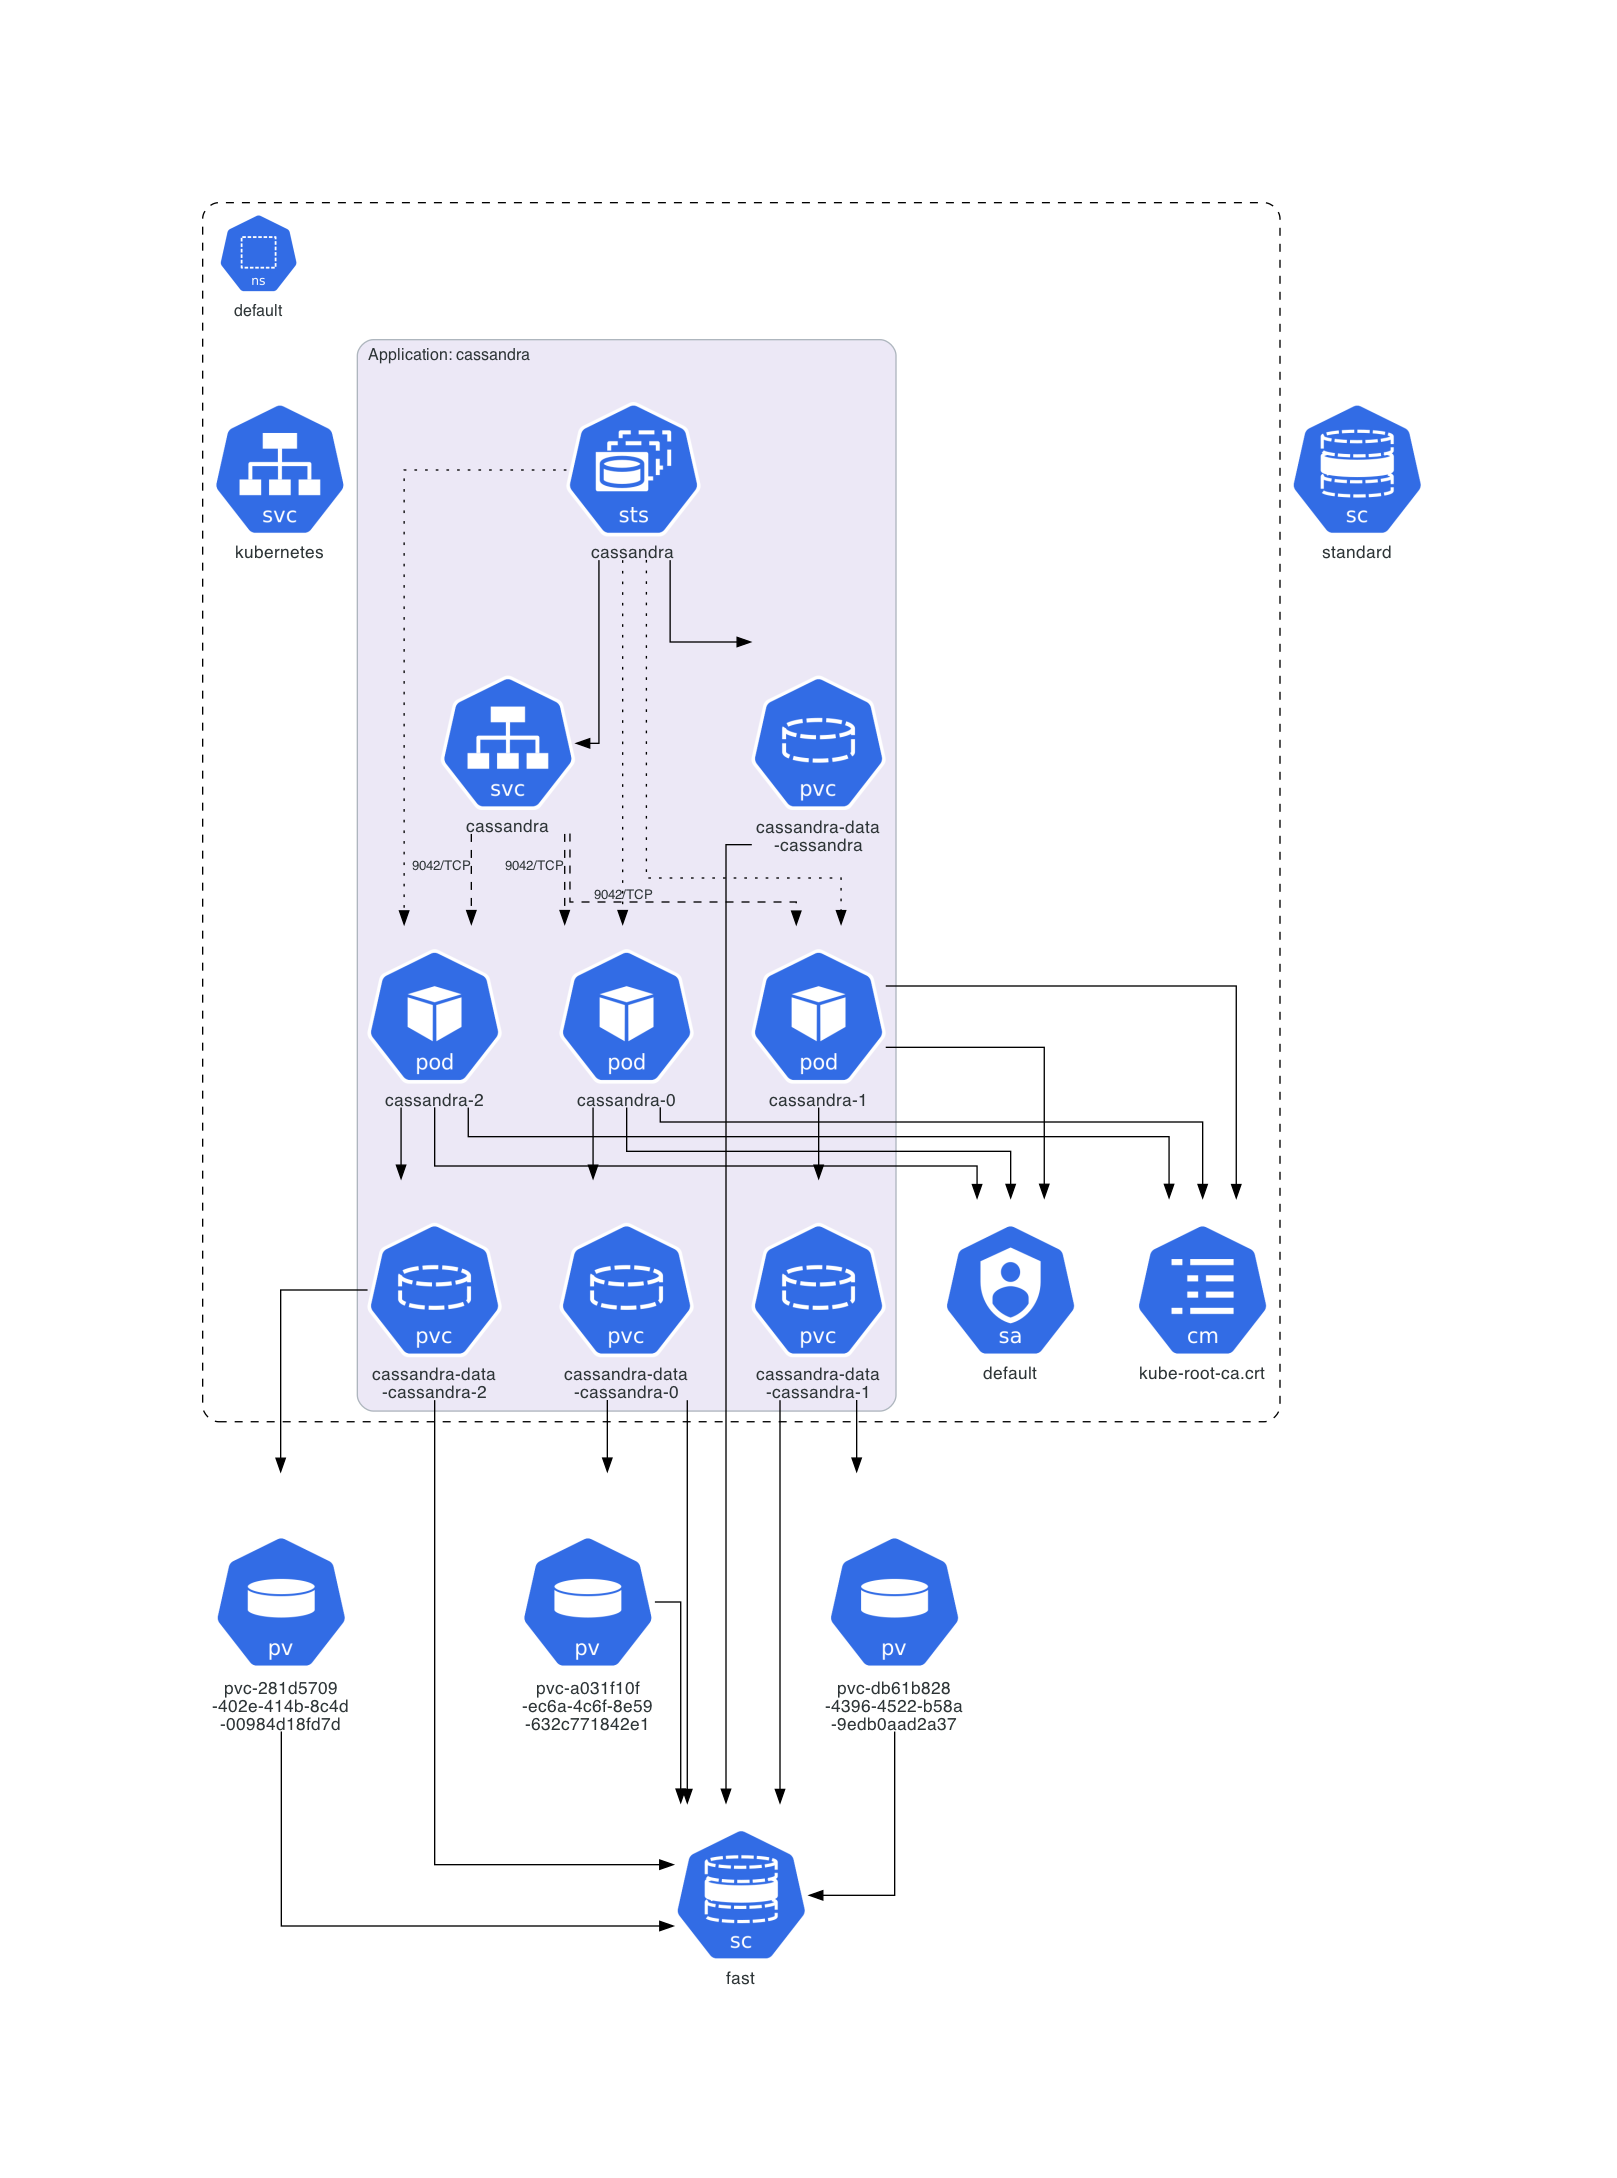 ns
default
Application: cassandra
svc
kubernetes
sts
cassandra
sc
standard
svc
cassandra
pvc
cassandra-data
-cassandra
9042/TCP
9042/TCP
9042/TCP
pod
cassandra-2
pod
cassandra-0
pod
cassandra-1
pvc
cassandra-data
-cassandra-2
pvc
cassandra-data
-cassandra-0
pvc
cassandra-data
-cassandra-1
sa
default
cm
kube-root-ca.crt
pv
pvc-281d5709
-402e-414b-8c4d
-00984d18fd7d
pv
pvc-a031f10f
-ec6a-4c6f-8e59
-632c771842e1
pv
pvc-db61b828
-4396-4522-b58a
-9edb0aad2a37
sc
fast